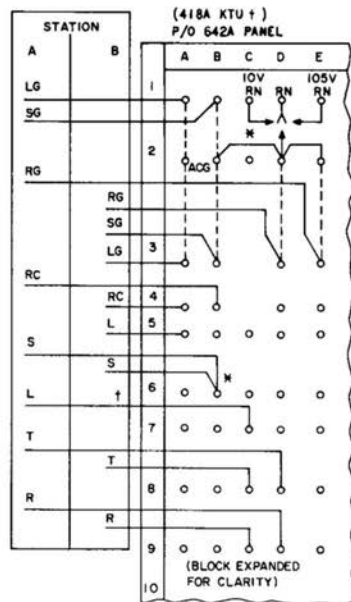 (418A KTU †)
P/O 642A PANEL
STATION
A B
A B C D E
10V RN
RN
105V RN
1
LG
SG
*
2
ACG
RG
RG
SG
3
LG
RC
RC 4
L 5
S
S
*
6
L † 7
T
T 8
R
R
9
(BLOCK EXPANDED
FOR CLARITY)
10